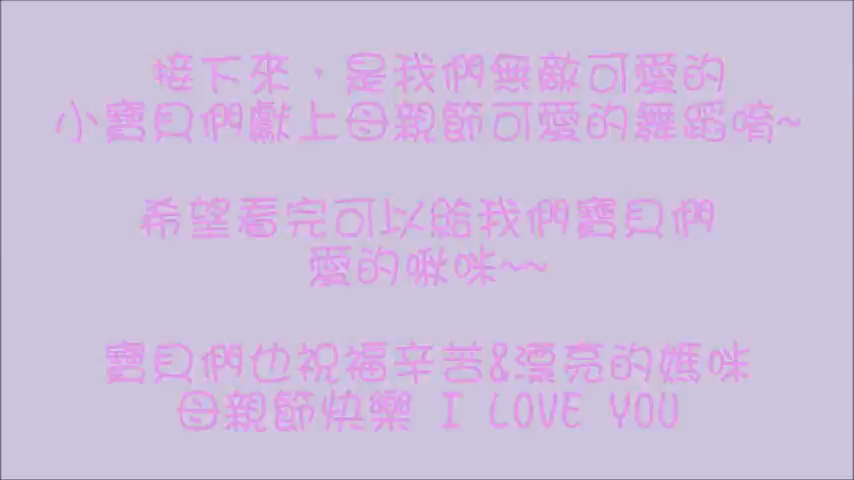 接下來，是我們無敵可愛的
小寶貝們獻上母親節可愛的舞蹈唷~
希望看完可以給我們寶貝們
愛的啾咪~~
寶貝們也祝福辛苦&漂亮的媽咪
母親節快樂 I LOVE YOU